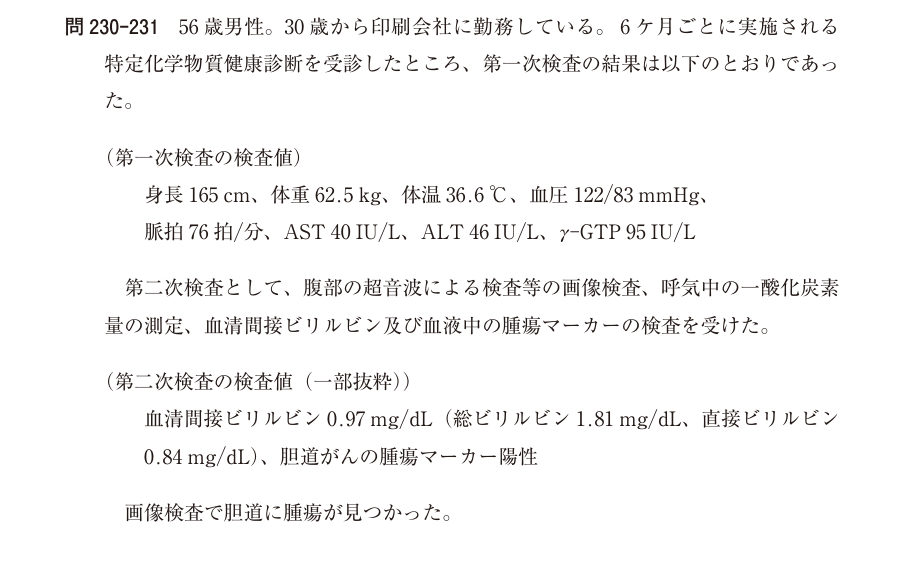 問 230-231 56 歳男性。30 歳から印刷会社に勤務している。6 ケ月ごとに実施される
特定化学物質健康診断を受診したところ、第一次検査の結果は以下のとおりであっ
た。
（第一次検査の検査値）
身長 165 cm、体重 62.5 kg、体温 36.6 ℃、血圧 122/83 mmHg、
脈拍 76 拍/分、AST 40 IU/L、ALT 46 IU/L、γ-GTP 95 IU/L
第二次検査として、腹部の超音波による検査等の画像検査、呼気中の一酸化炭素
量の測定、血清間接ビリルビン及び血液中の腫瘍マーカーの検査を受けた。
（第二次検査の検査値（一部抜粋））
血清間接ビリルビン 0.97 mg/dL（総ビリルビン 1.81 mg/dL、直接ビリルビン
0.84 mg/dL）、胆道がんの腫瘍マーカー陽性
画像検査で胆道に腫瘍が見つかった。